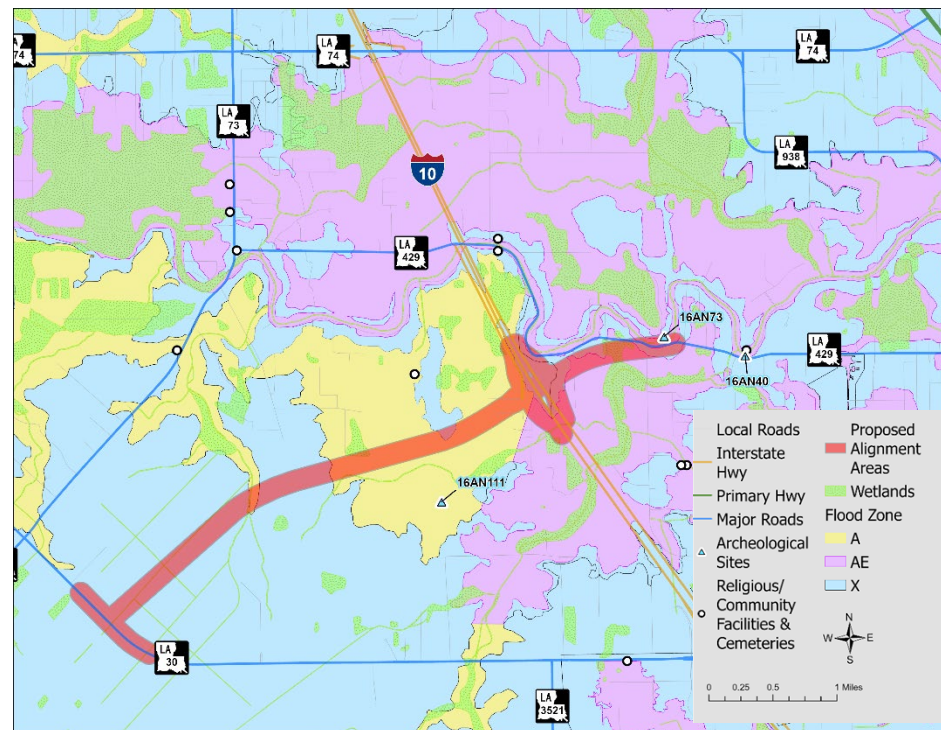 74
LA
74
LA
74
LA
73
LA
938
10
LA
429
16AN73
LA
429
16AN40
16AN111
LA
30
LA
3521
Local Roads
Interstate
Hwy
Primary Hwy
Major Roads
Archeological
Sites
Religious/
Community
Facilities &
Cemeteries
Proposed
Alignment
Areas
Wetlands
Flood Zone
A
AE
X
N
W E
S
0 0.25 0.5 1 Miles